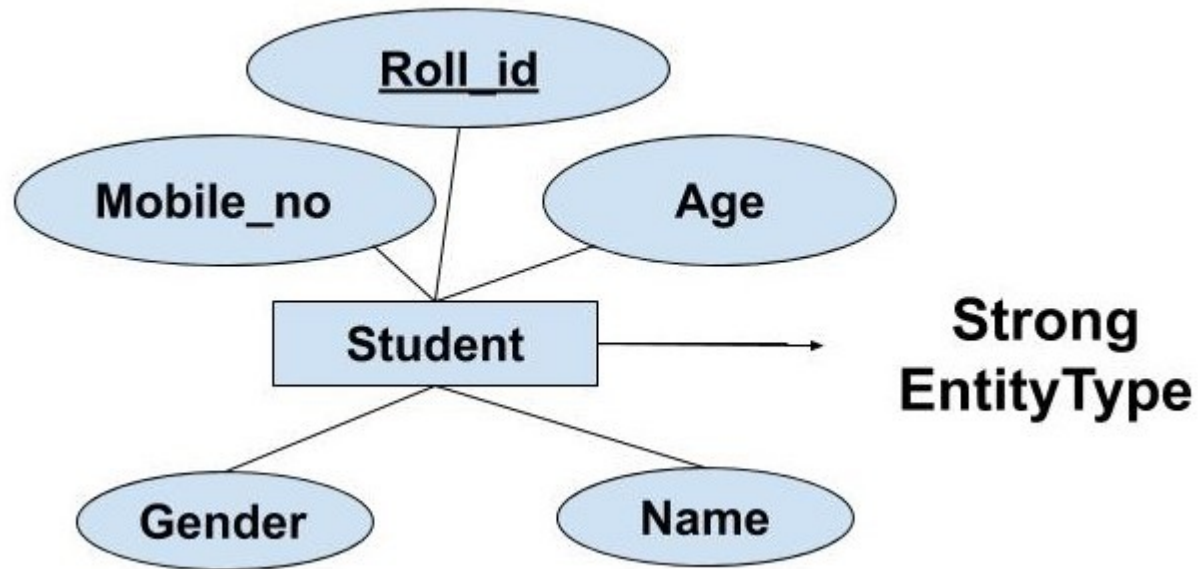 Roll_id
Mobile_no
Age
Student
Strong
EntityType
Gender
Name